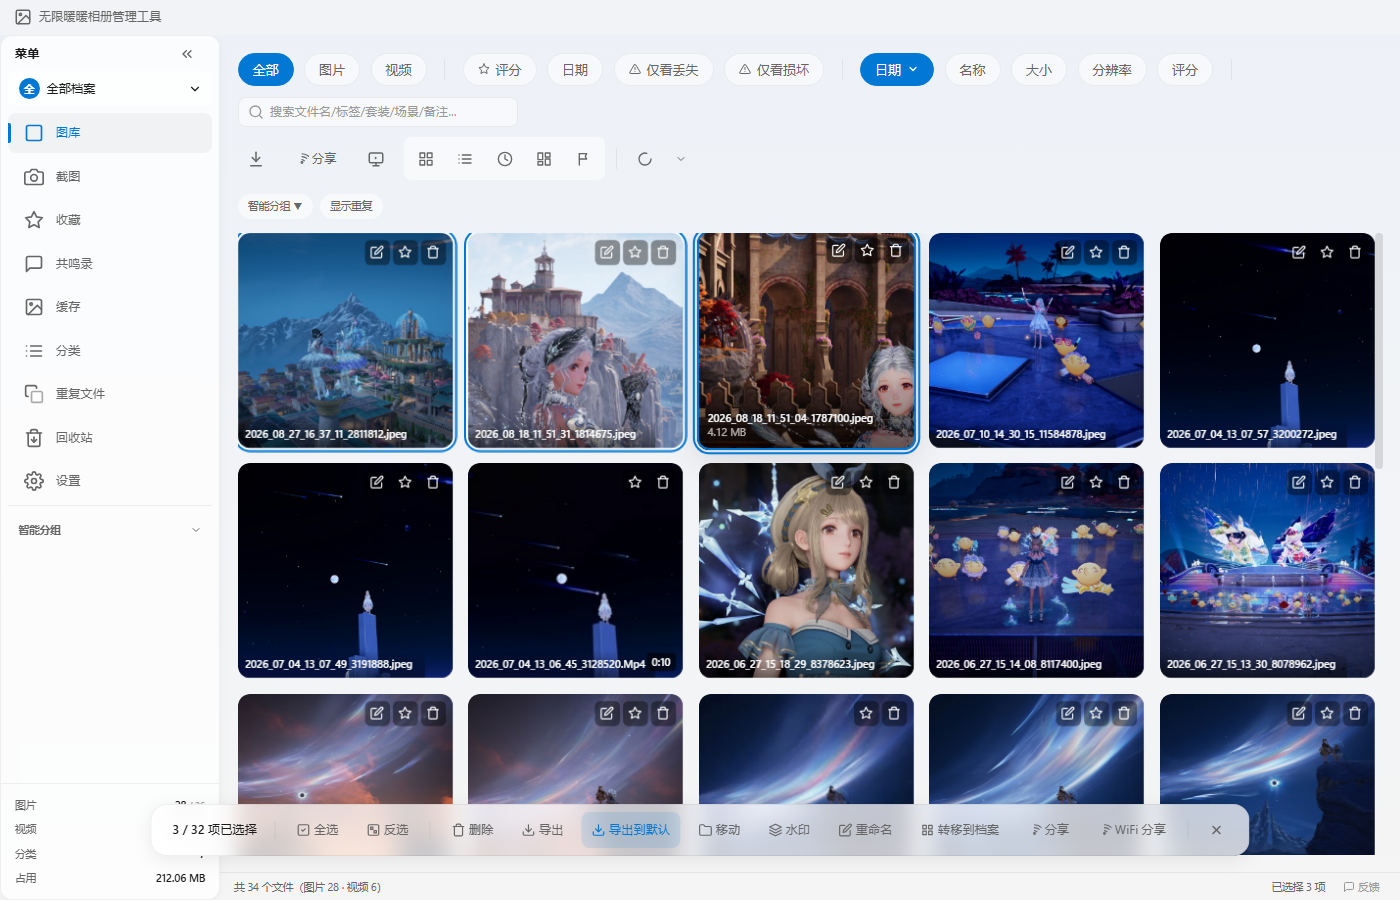 无限暖暖相册管理工具
菜单
全 全部档案
图库
截图
收藏
共鸣录
缓存
分类
重复文件
回收站
设置
智能分组
图片
视频
分类
占用 212.06 MB
全部 图片 视频 评分 日期 仅看丢失 仅看损坏 日期 名称 大小 分辨率 评分
搜索文件名/标签/套装/场景/备注...
分享
智能分组▼ 显示重复
2026_08_27_16_37_11_2811812.jpeg
2026_08_18_11_51_31_1814675.jpeg
2026_08_18_11_51_04_1787100.jpeg
4.12 MB
2026_07_10_14_30_15_11584878.jpeg
2026_07_04_13_07_57_3200272.jpeg
2026_07_04_13_07_49_3191888.jpeg
2026_07_04_13_06_45_3128520.Mp4 0:10
2026_06_27_15_18_29_8378623.jpeg
2026_06_27_15_14_08_8117400.jpeg
2026_06_27_15_13_30_8078962.jpeg
3 / 32 项已选择 全选 反选 删除 导出 导出到默认 移动 水印 重命名 转移到档案 分享 WiFi 分享
共 34 个文件（图片 28 · 视频 6）
已选择 3 项 反馈